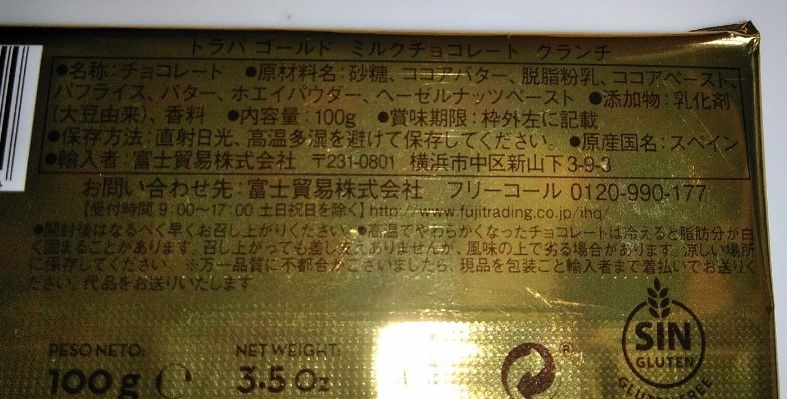 トラパ ゴールド ミルクチョコレート クランチ
●名称:チョコレート ●原材料名:砂糖、ココアバター、脱脂粉乳、ココアペースト、
パフライス、バター、ホエイパウダー、ヘーゼルナッツペースト ●添加物:乳化剤
(大豆由来)、香料 ●内容量:100g ●賞味期限:枠外左に記載
●保存方法:直射日光、高温多湿を避けて保存してください。 ●原産国名:スペイン
●輸入者:富士貿易株式会社 〒231-0801 横浜市中区新山下3-9-3
お問い合わせ先:富士貿易株式会社 フリーコール 0120-990-177
【受付時間 9:00〜17:00 土日祝日を除く】http://www.fujitrading.co.jp/ihq/
●開封後はなるべく早くお召し上がりください。●高温でやわらかくなったチョコレートは冷えると脂肪分が白
く固まることがあります。召し上がっても差し支えありませんが、風味の上で劣る場合があります。涼しい場所
に保存してください。 ※万一品質に不都合がございましたら、現品を包装ごと輸入者まで着払いでお送りく
ださい。代品をお送りいたします。
PESO NETO: NET WEIGHT:
100 g ℮ 3.5 Oz
®
SIN
GLUTEN
GLUTEN FREE